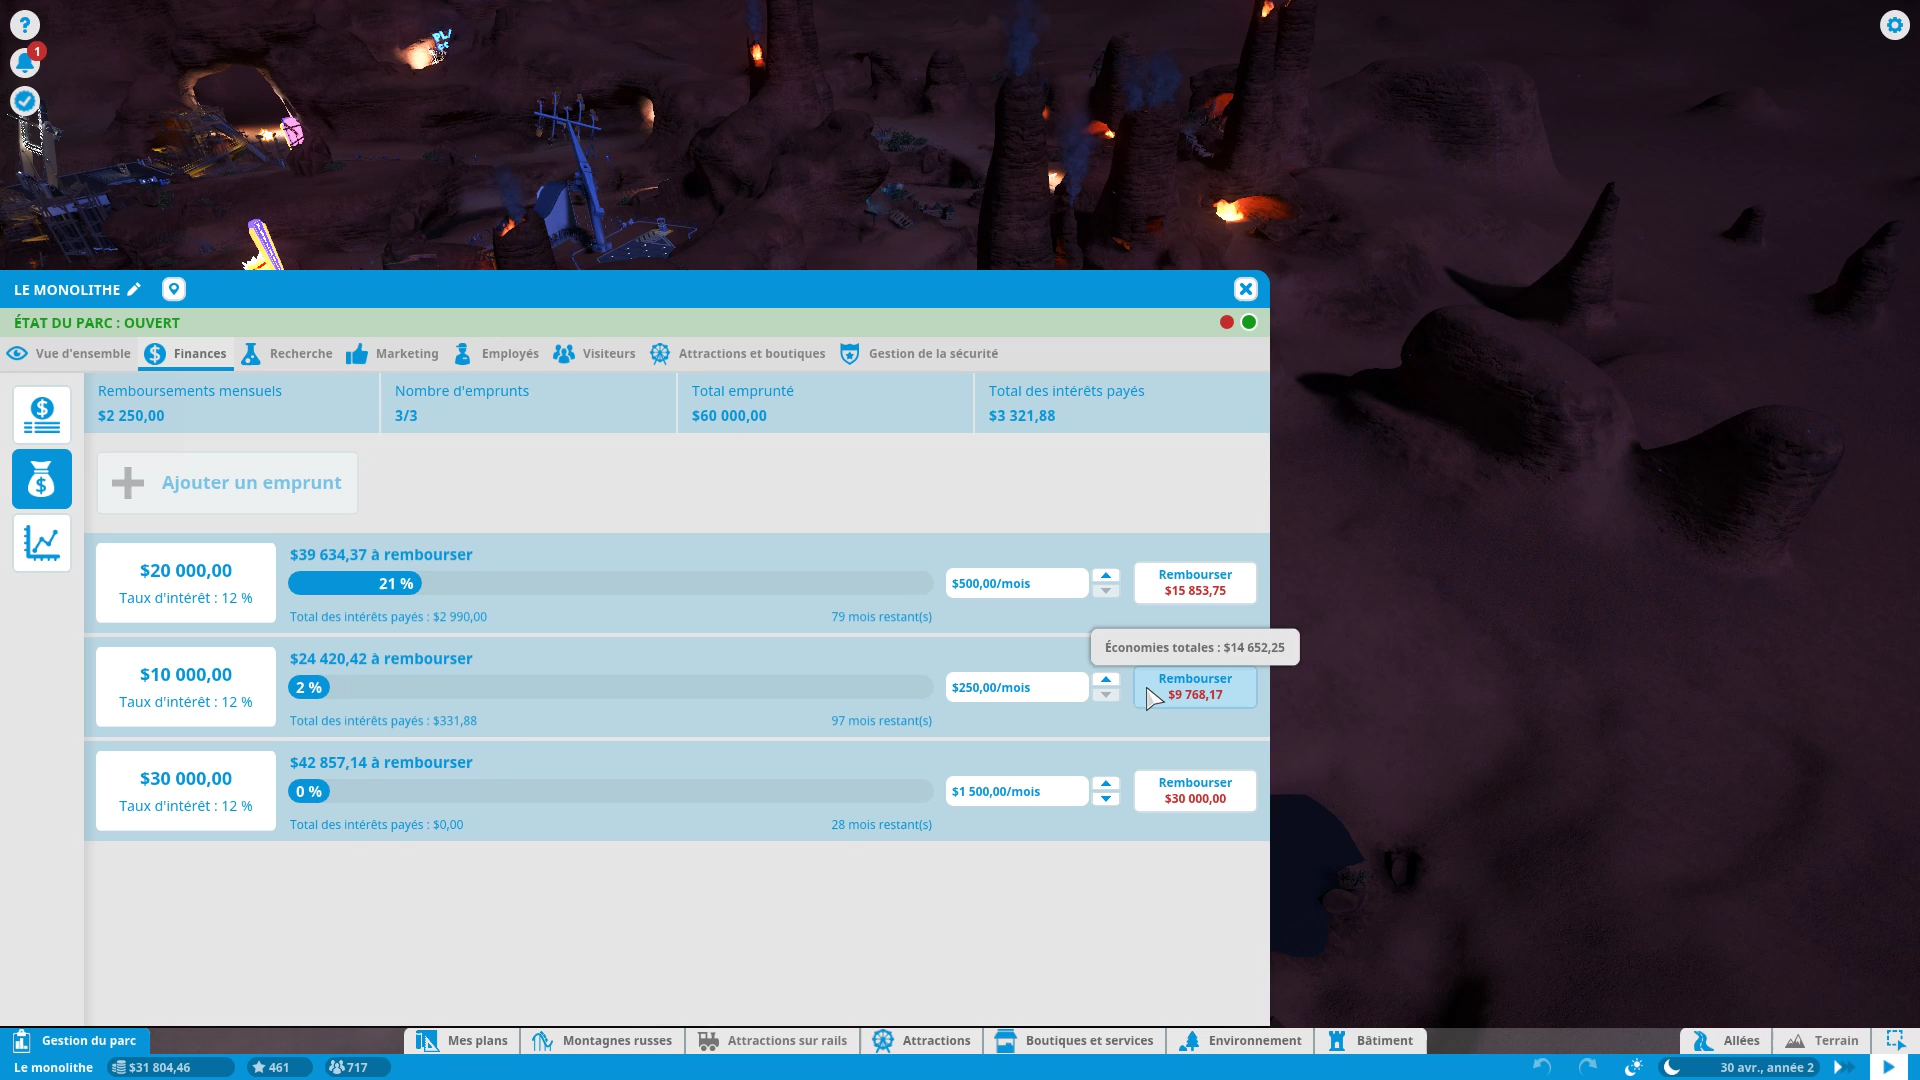 ?
1
LE MONOLITHE
ÉTAT DU PARC : OUVERT
Vue d'ensemble
Finances
Recherche
Marketing
Employés
Visiteurs
Attractions et boutiques
Gestion de la sécurité
Remboursements mensuels
$2 250,00
Nombre d'emprunts
3/3
Total emprunté
$60 000,00
Total des intérêts payés
$3 321,88
Ajouter un emprunt
$20 000,00
Taux d'intérêt : 12 %
$39 634,37 à rembourser
21 %
Total des intérêts payés : $2 990,00
79 mois restant(s)
$500,00/mois
Rembourser
$15 853,75
Économies totales : $14 652,25
$10 000,00
Taux d'intérêt : 12 %
$24 420,42 à rembourser
2 %
Total des intérêts payés : $331,88
97 mois restant(s)
$250,00/mois
Rembourser
$9 768,17
$30 000,00
Taux d'intérêt : 12 %
$42 857,14 à rembourser
0 %
Total des intérêts payés : $0,00
28 mois restant(s)
$1 500,00/mois
Rembourser
$30 000,00
Gestion du parc
Mes plans
Montagnes russes
Attractions sur rails
Attractions
Boutiques et services
Environnement
Bâtiment
Allées
Terrain
Le monolithe
$31 804,46
461
717
30 avr., année 2